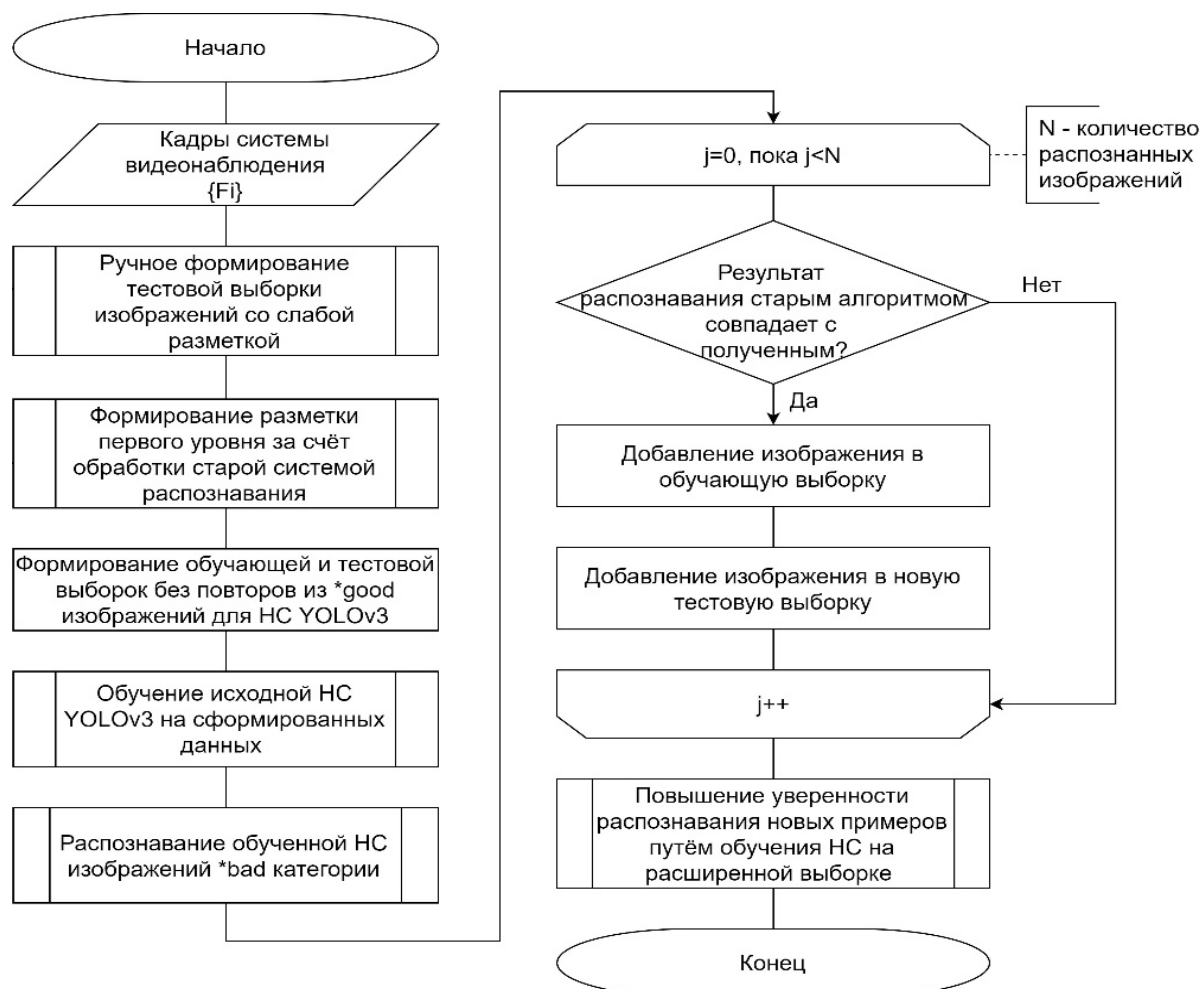 Начало
Кадры системы
видеонаблюдения
{Fi}
Ручное формирование
тестовой выборки
изображений со слабой
разметкой
Формирование разметки
первого уровня за счёт
обработки старой системой
распознавания
Формирование обучающей и тестовой
выборок без повторов из *good
изображений для НС YOLOv3
Обучение исходной НС
YOLOv3 на сформированных
данных
Распознавание обученной НС
изображений *bad категории
j=0, пока j<N
N - количество
распознанных
изображений
Результат
распознавания старым алгоритмом
совпадает с
полученным?
Нет
Да
Добавление изображения в
обучающую выборку
Добавление изображения в новую
тестовую выборку
j++
Повышение уверенности
распознавания новых примеров
путём обучения НС на
расширенной выборке
Конец